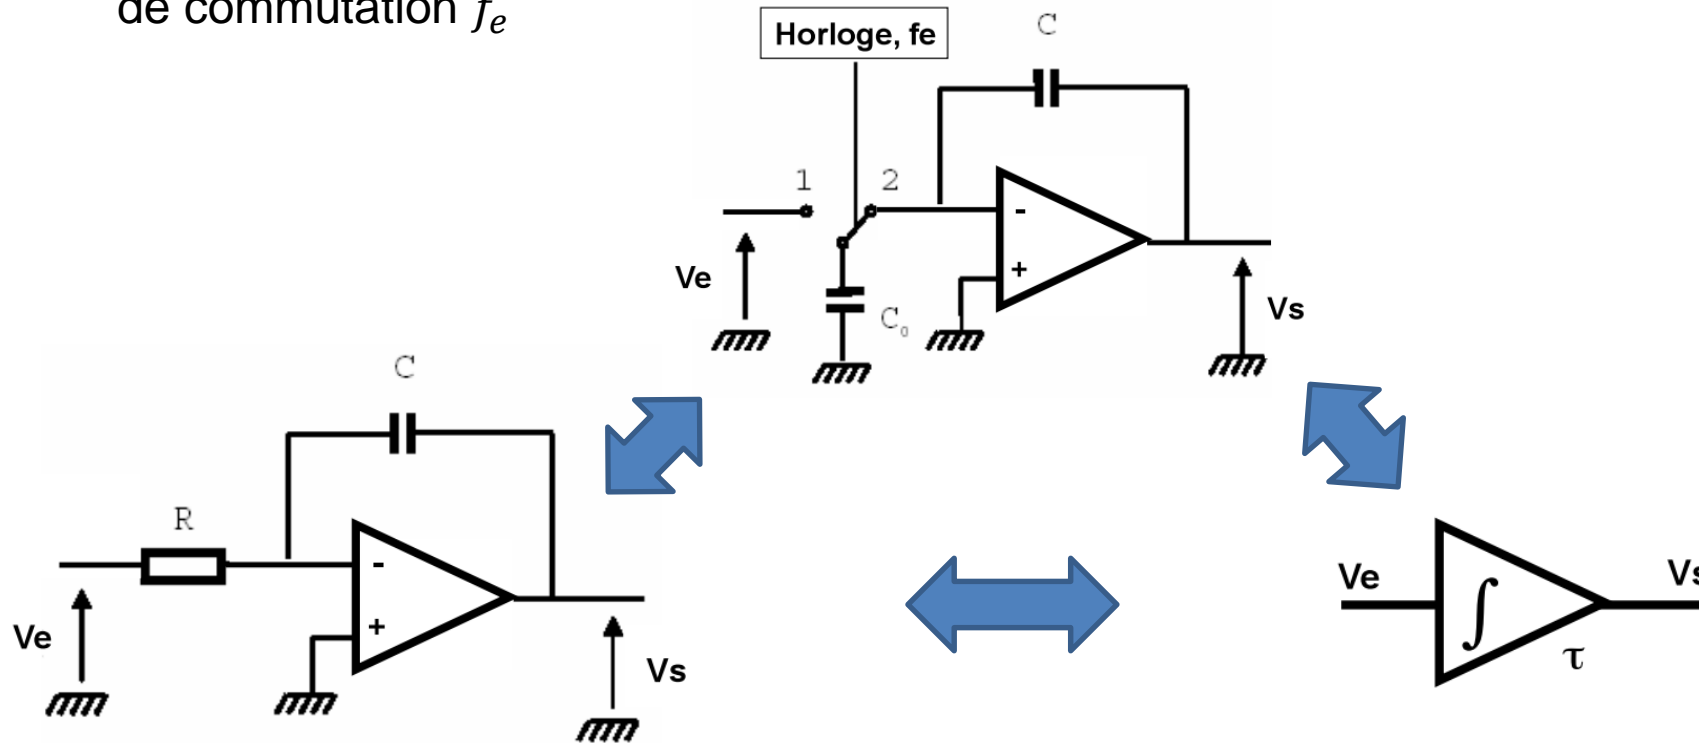 de commutation fₑ
Horloge, fe
C
1 2
-
+
Ve
C₀
Vs
C
R
-
+
Ve
Vs
Ve
∫
Vs
τ